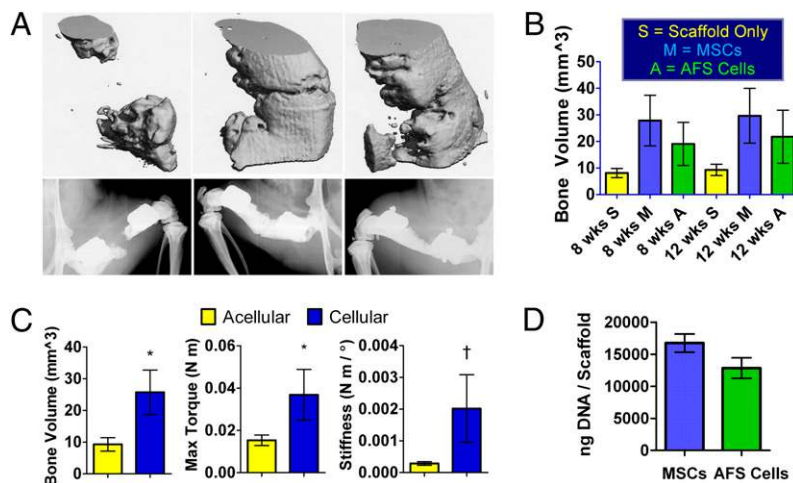 A
B
S = Scaffold Only
M = MSCs
A = AFS Cells
Bone Volume (mm^3)
50
40
30
20
10
0
8 wks S
8 wks M
8 wks A
12 wks S
12 wks M
12 wks A
C
Acellular
Cellular
Bone Volume (mm^3)
40
30
20
10
0
*
Max Torque (N m)
0.06
0.04
0.02
0.00
*
Stiffness (N m / °)
0.004
0.003
0.002
0.001
0.000
†
D
ng DNA / Scaffold
20000
15000
10000
5000
0
MSCs
AFS Cells